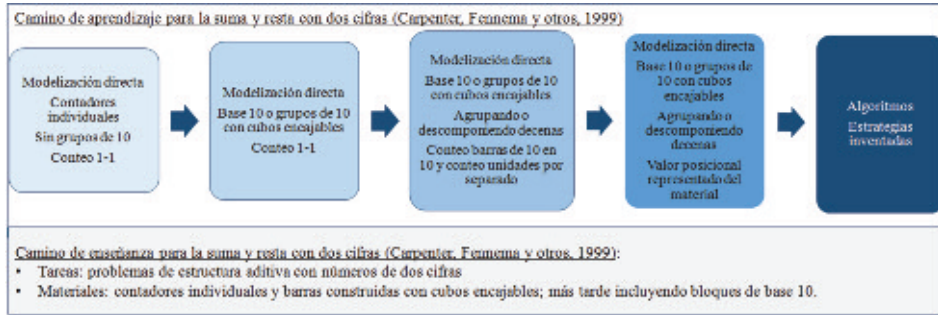 Camino de aprendizaje para la suma y resta con dos cifras (Carpenter, Fennema y otros, 1999)
Modelización directa
Contadores
individuales
Sin grupos de 10
Conteo 1-1
Modelización directa
Base 10 o grupos de 10
con cubos encajables
Conteo 1-1
Modelización directa
Base 10 o grupos de 10
con cubos encajables
Agrupando o
descomponiendo decenas
Conteo barras de 10 en
10 y conteo unidades por
separado
Modelización directa
Base 10 o grupos de
10 con cubos
encajables
Agrupando o
descomponiendo
decenas
Valor posicional
representado del
material
Algoritmos
Estrategias
inventadas
Camino de enseñanza para la suma y resta con dos cifras (Carpenter, Fennema y otros, 1999):
• Tareas: problemas de estructura aditiva con números de dos cifras
• Materiales: contadores individuales y barras construidas con cubos encajables; más tarde incluyendo bloques de base 10.